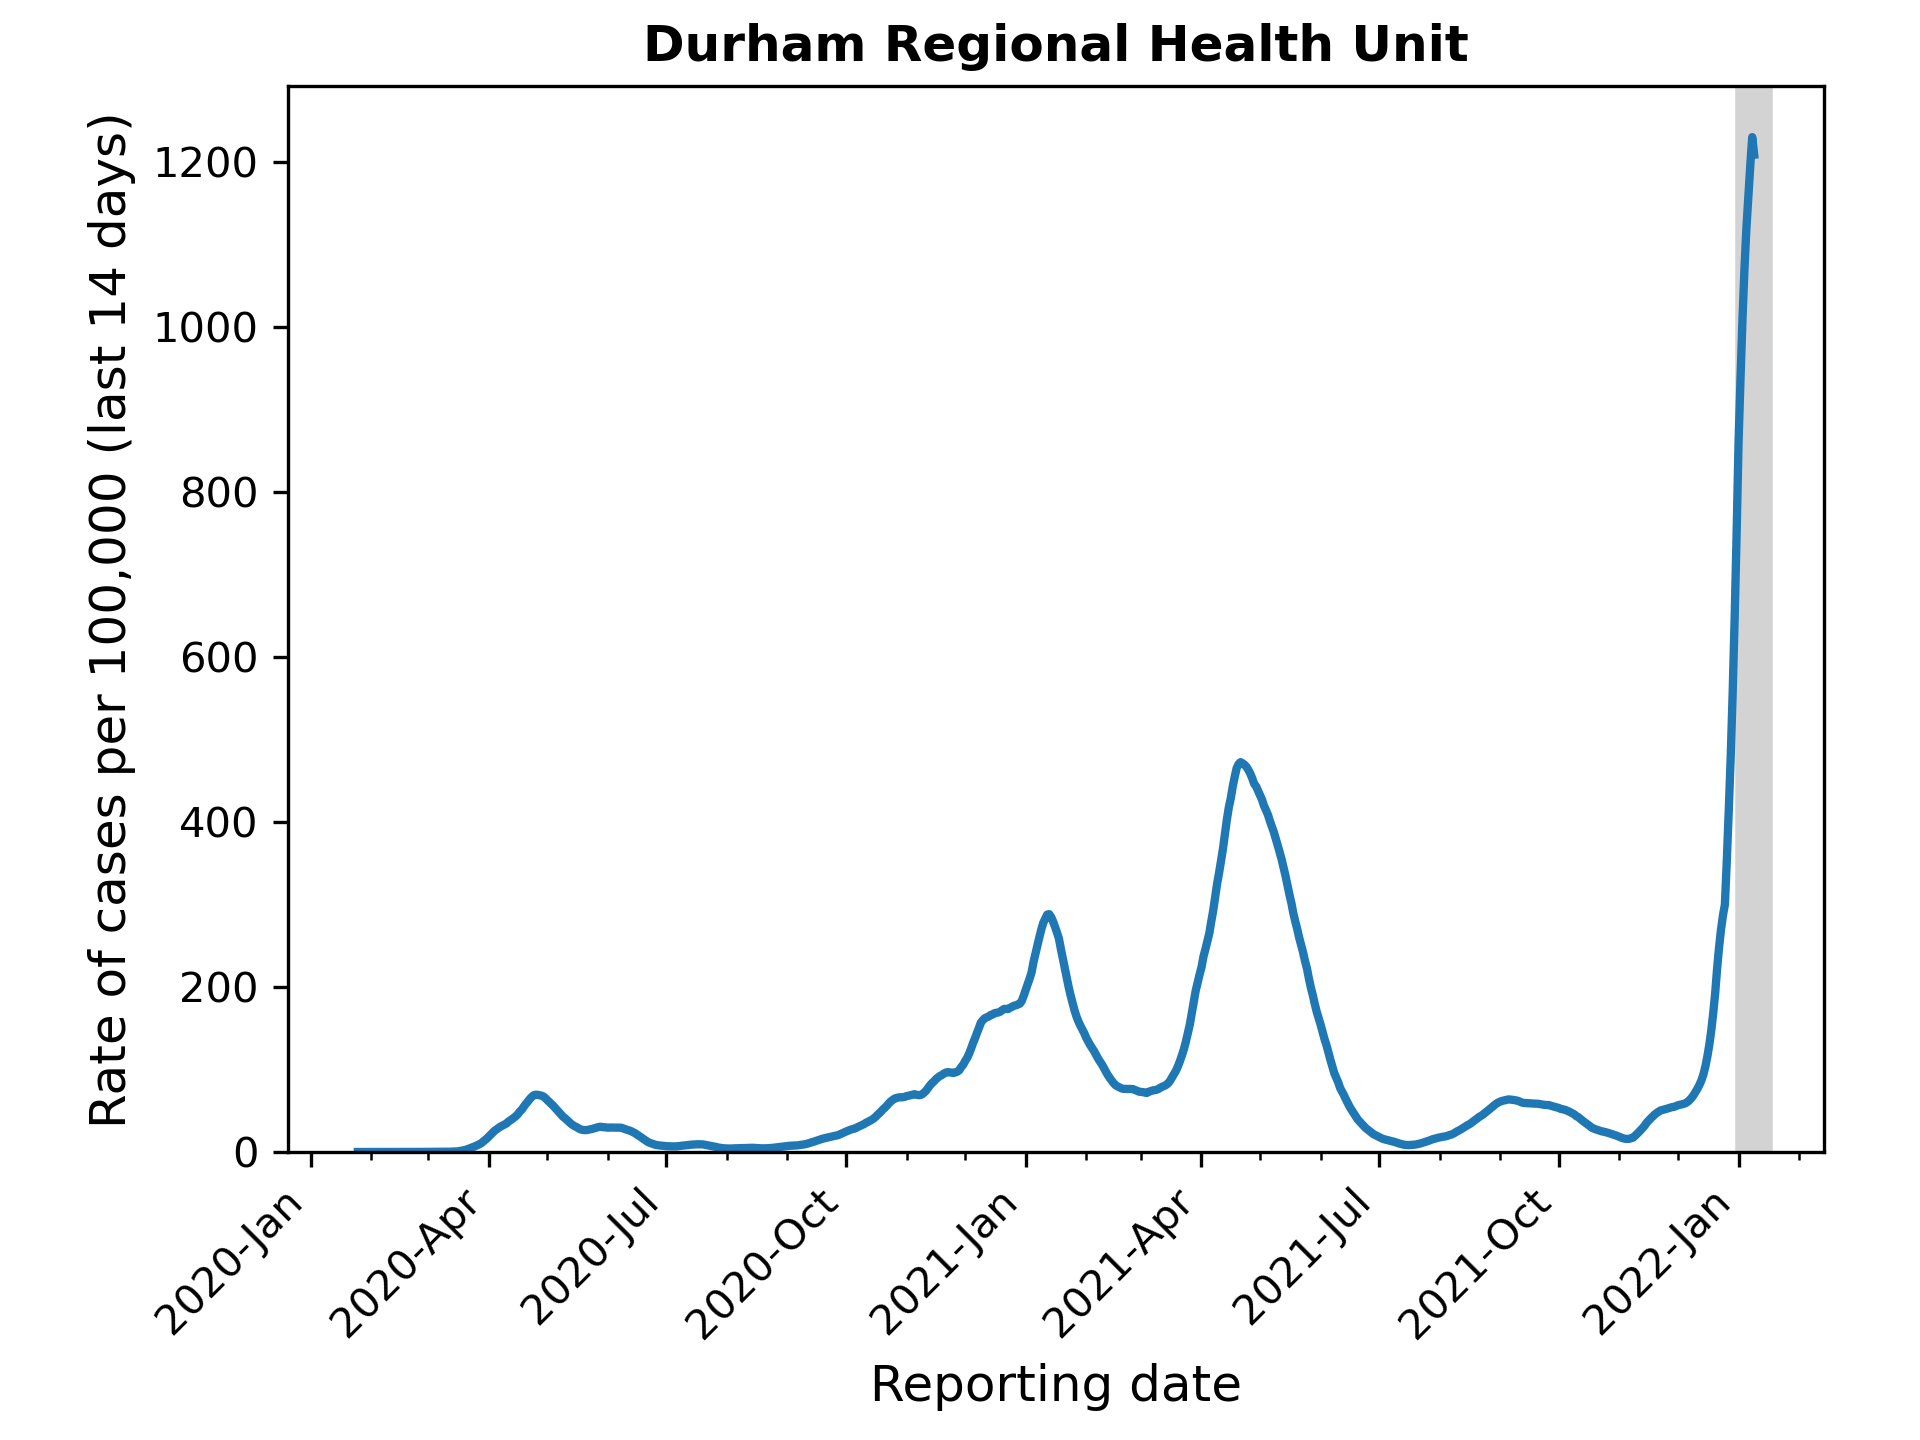 Durham Regional Health Unit
Rate of cases per 100,000 (last 14 days)
1200
1000
800
600
400
200
0
2020-Jan
2020-Apr
2020-Jul
2020-Oct
2021-Jan
2021-Apr
2021-Jul
2021-Oct
2022-Jan
Reporting date